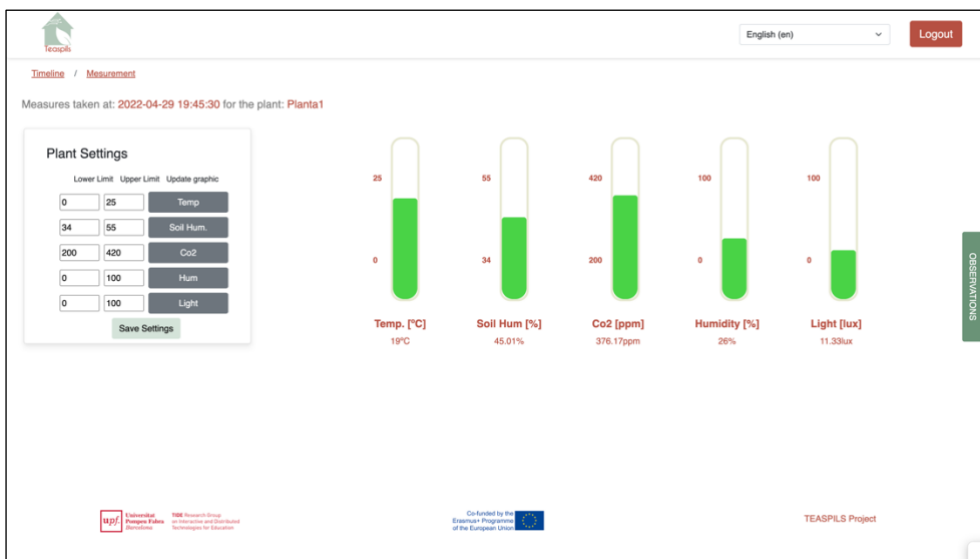 upf.
Teaspils
English (en)
Logout
Timeline / Mesurement
Measures taken at: 2022-04-29 19:45:30 for the plant: Planta1
Plant Settings
Lower Limit Upper Limit Update graphic
0 25 Temp
34 55 Soil Hum.
200 420 Co2
0 100 Hum
0 100 Light
Save Settings
25 55 420 100 100
0 34 200 0 0
Temp. [ºC] Soil Hum [%] Co2 [ppm] Humidity [%] Light [lux]
19ºC 45.01% 376.17ppm 26% 11.33lux
OBSERVATIONS
upf. Universitat Pompeu Fabra Barcelona
TIDE Research Group
on Interactive and Distributed
Technologies for Education
Co-funded by the
Erasmus+ Programme
of the European Union
TEASPILS Project